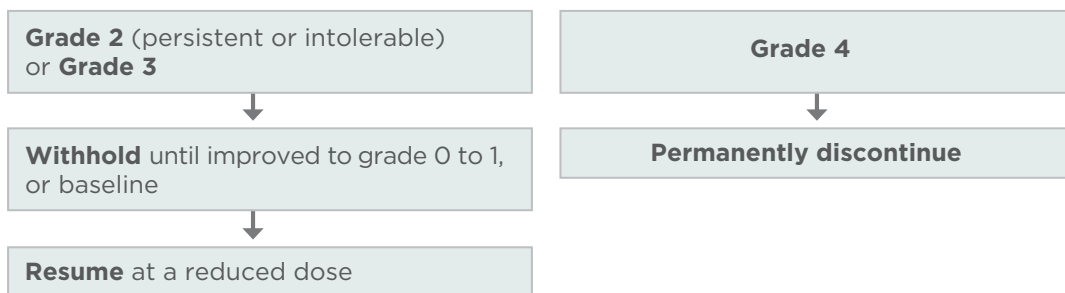 Grade 2 (persistent or intolerable)
or Grade 3
Withhold until improved to grade 0 to 1,
or baseline
Resume at a reduced dose
Grade 4
Permanently discontinue